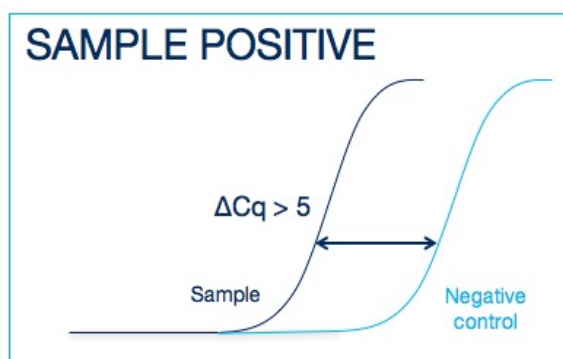 SAMPLE POSITIVE
ΔCq > 5
Sample
Negative
control